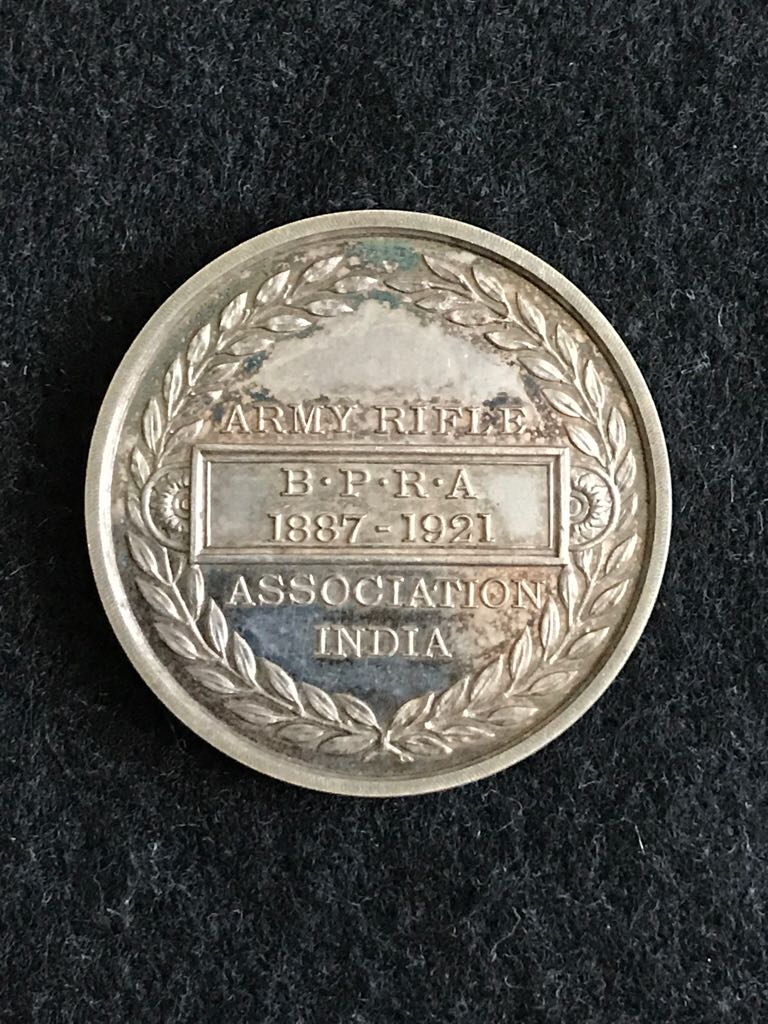 ARMY RIFLE
B·P·R·A
1887-1921
ASSOCIATION
INDIA